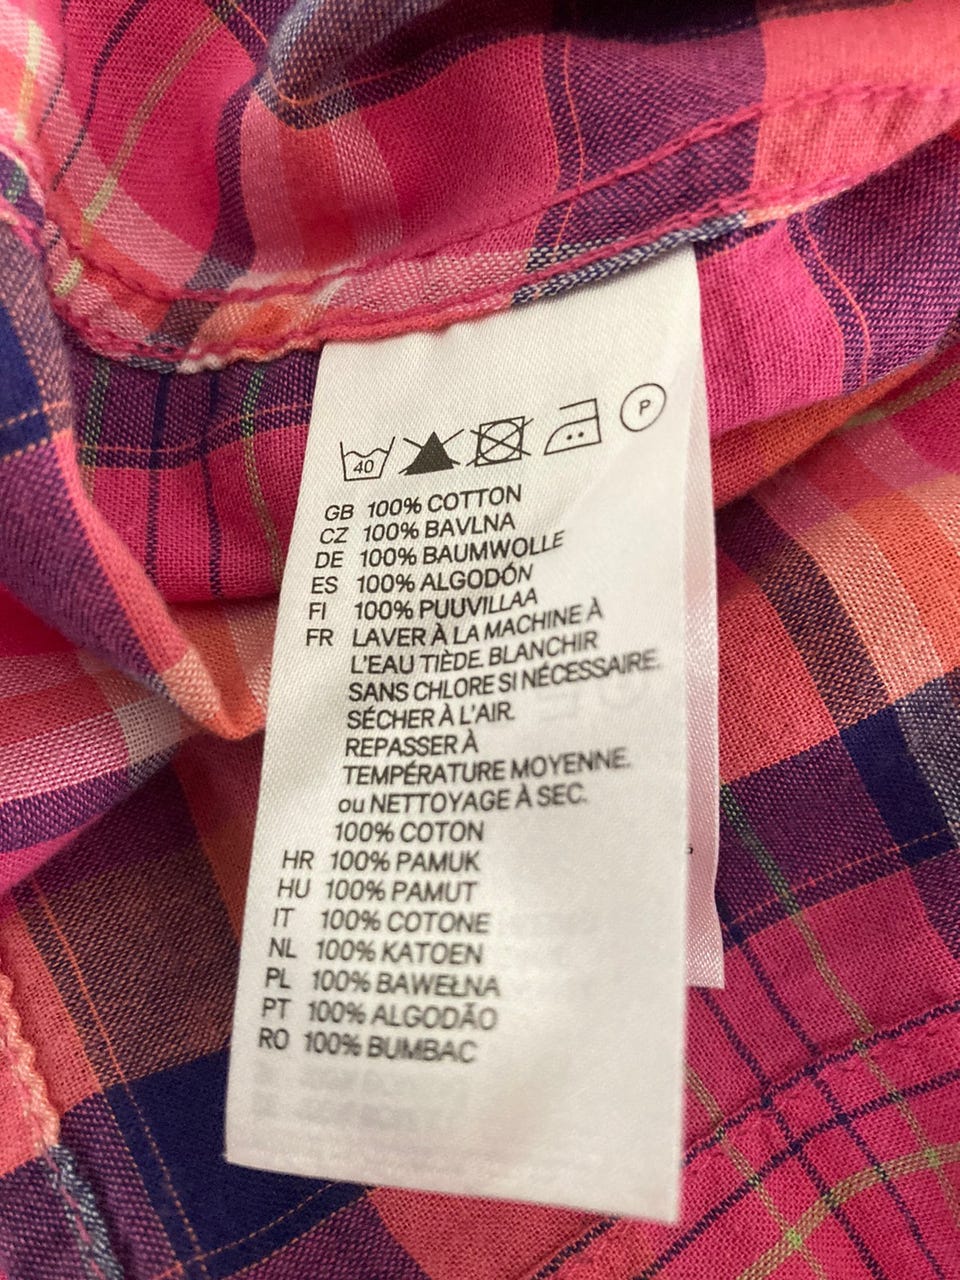 40 P
GB 100% COTTON
CZ 100% BAVLNA
DE 100% BAUMWOLLE
ES 100% ALGODÓN
FI 100% PUUVILLAA
FR LAVER À LA MACHINE À
L'EAU TIÈDE. BLANCHIR
SANS CHLORE SI NÉCESSAIRE.
SÉCHER À L'AIR.
REPASSER À
TEMPÉRATURE MOYENNE.
ou NETTOYAGE À SEC.
100% COTON
HR 100% PAMUK
HU 100% PAMUT
IT 100% COTONE
NL 100% KATOEN
PL 100% BAWEŁNA
PT 100% ALGODÃO
RO 100% BUMBAC